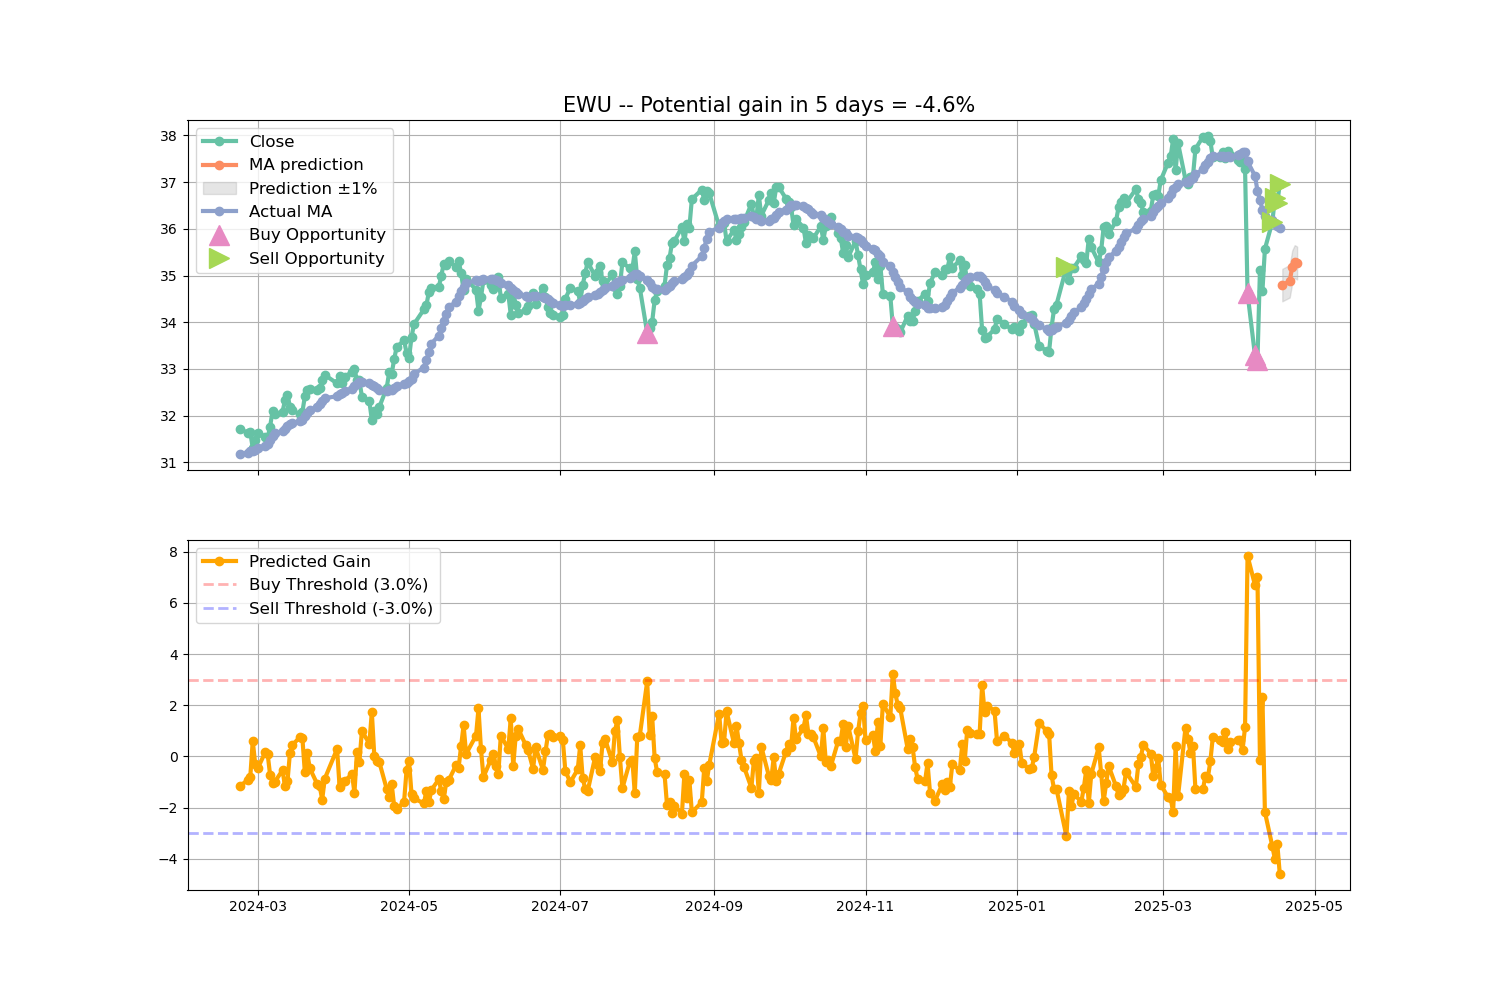 EWU -- Potential gain in 5 days = -4.6%
38
37
36
35
34
33
32
31
Close
MA prediction
Prediction ±1%
Actual MA
Buy Opportunity
Sell Opportunity
8
6
4
2
0
−2
−4
Predicted Gain
Buy Threshold (3.0%)
Sell Threshold (-3.0%)
2024-03
2024-05
2024-07
2024-09
2024-11
2025-01
2025-03
2025-05